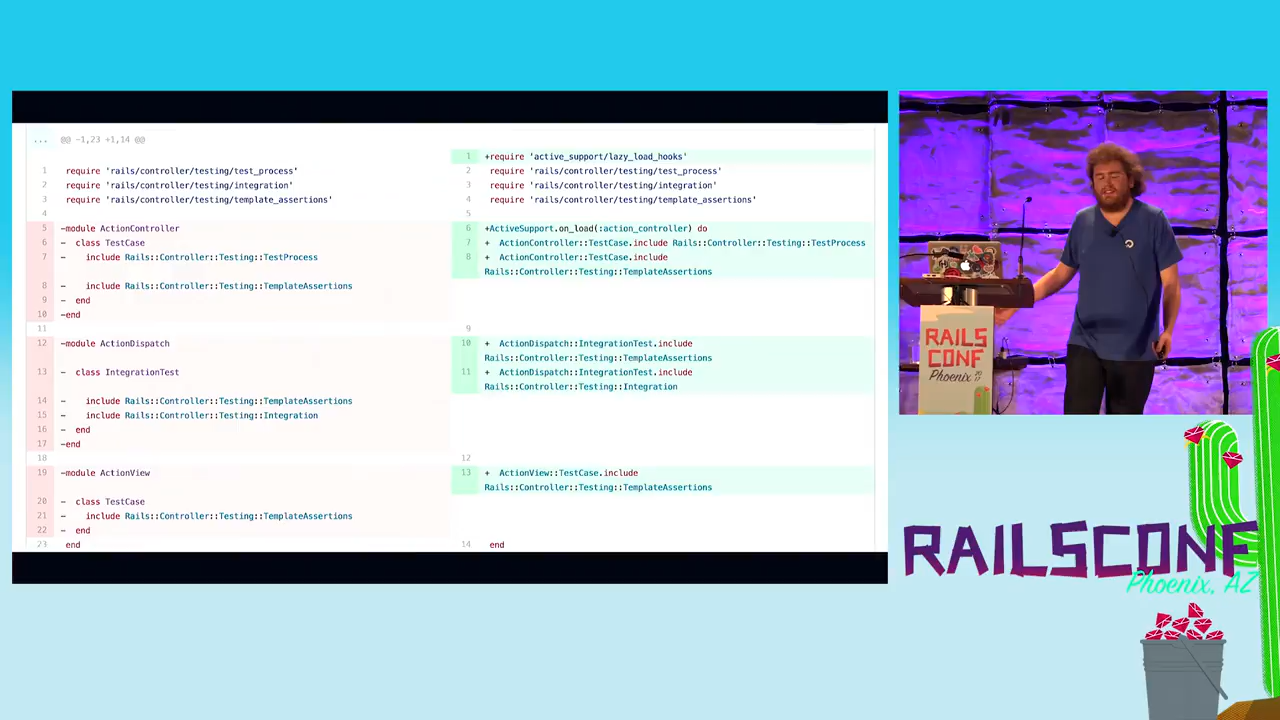 ... @@ -1,23 +1,14 @@
1 require 'rails/controller/testing/test_process'
2 require 'rails/controller/testing/integration'
3 require 'rails/controller/testing/template_assertions'
4
5 -module ActionController
6 -  class TestCase
7 -    include Rails::Controller::Testing::TestProcess
8 -    include Rails::Controller::Testing::TemplateAssertions
9 -  end
10 -end
11
12 -module ActionDispatch
13 -  class IntegrationTest
14 -    include Rails::Controller::Testing::TemplateAssertions
15 -    include Rails::Controller::Testing::Integration
16 -  end
17 -end
18
19 -module ActionView
20 -  class TestCase
21 -    include Rails::Controller::Testing::TemplateAssertions
22 -  end
23 end
1 +require 'active_support/lazy_load_hooks'
2 require 'rails/controller/testing/test_process'
3 require 'rails/controller/testing/integration'
4 require 'rails/controller/testing/template_assertions'
5
6 +ActiveSupport.on_load(:action_controller) do
7 +  ActionController::TestCase.include Rails::Controller::Testing::TestProcess
8 +  ActionController::TestCase.include
Rails::Controller::Testing::TemplateAssertions
9
10 +  ActionDispatch::IntegrationTest.include
Rails::Controller::Testing::TemplateAssertions
11 +  ActionDispatch::IntegrationTest.include
Rails::Controller::Testing::Integration
12
13 +  ActionView::TestCase.include
Rails::Controller::Testing::TemplateAssertions
14 end
RAILS
CONF
Phoenix 20
17
RAILSCONF
Phoenix, AZ